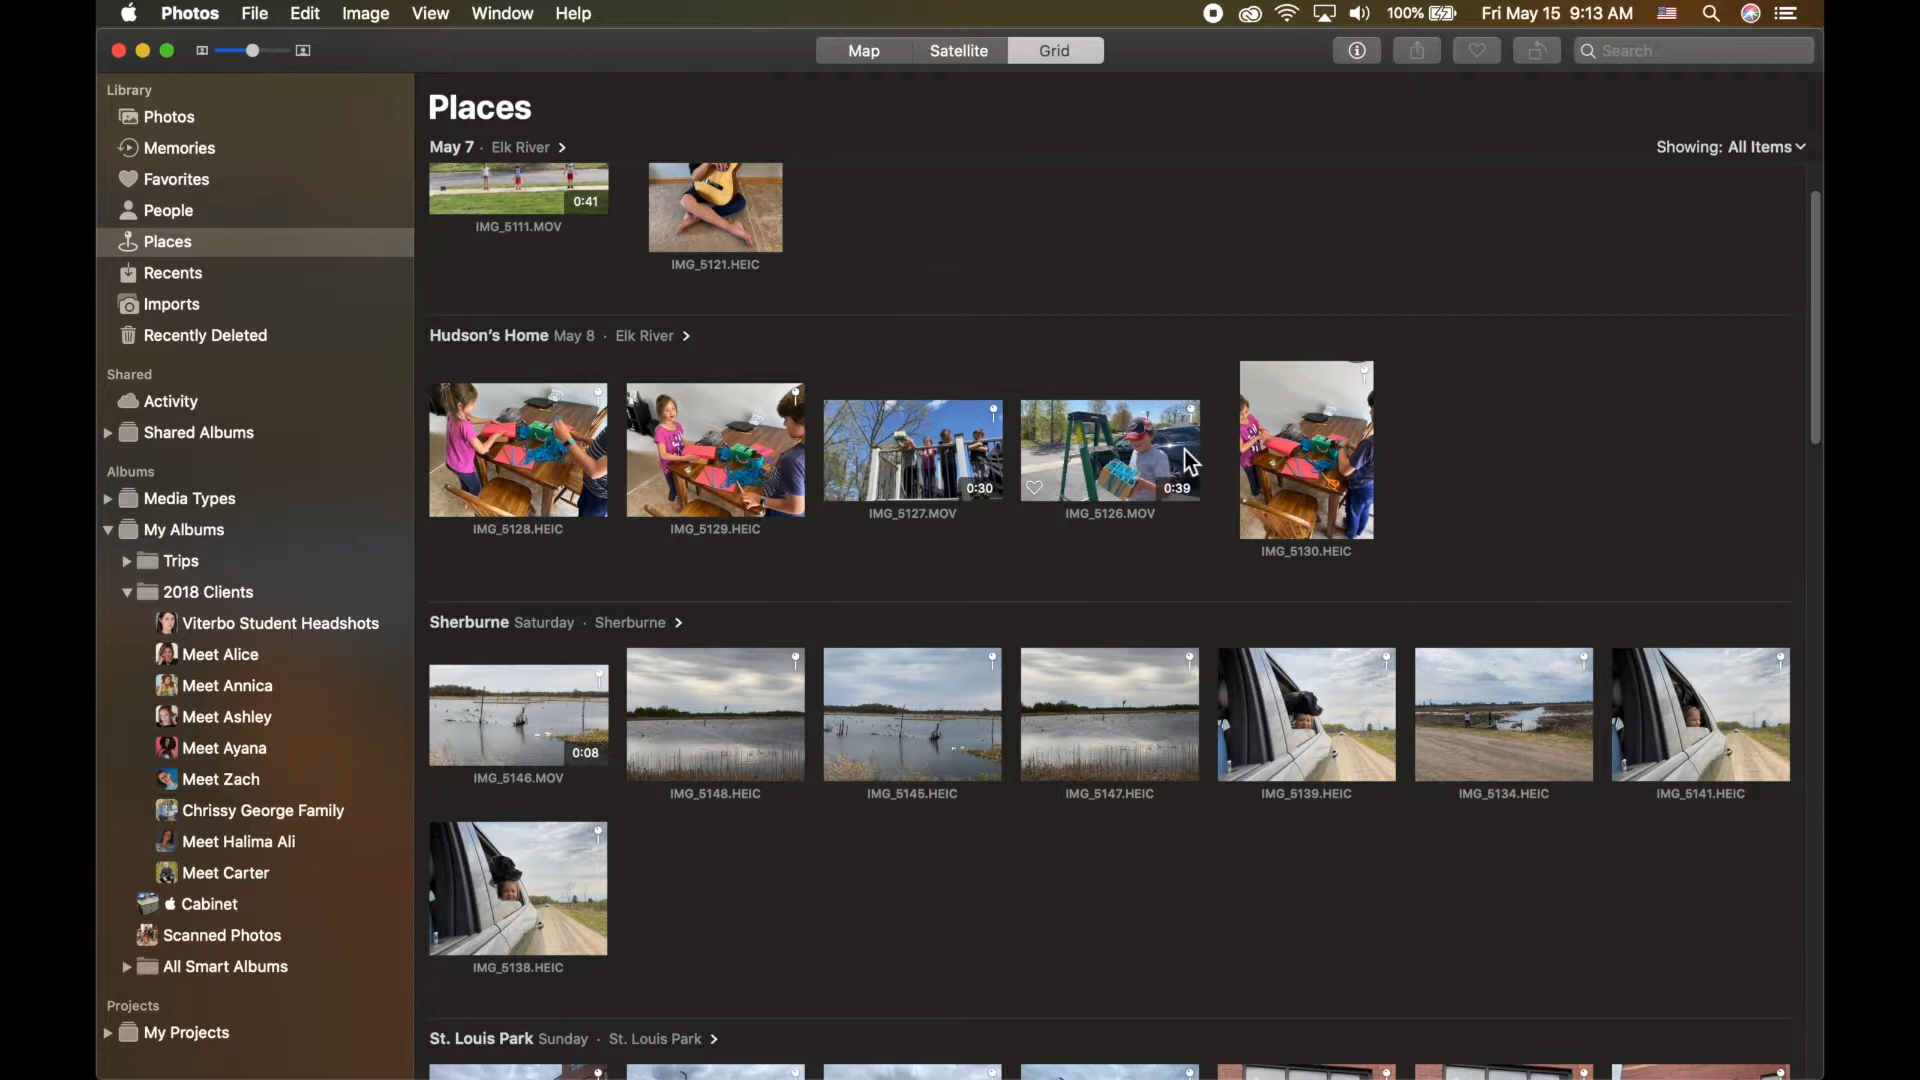 Photos File Edit Image View Window Help 100% Fri May 15 9:13 AM
Map Satellite Grid Search
Library
Photos
Memories
Favorites
People
Places
Recents
Imports
Recently Deleted
Shared
Activity
Shared Albums
Albums
Media Types
My Albums
Trips
2018 Clients
Viterbo Student Headshots
Meet Alice
Meet Annica
Meet Ashley
Meet Ayana
Meet Zach
Chrissy George Family
Meet Halima Ali
Meet Carter
Cabinet
Scanned Photos
All Smart Albums
Projects
My Projects
Places
May 7 · Elk River >
Showing: All Items
0:41
IMG_5111.MOV
IMG_5121.HEIC
Hudson's Home May 8 · Elk River >
0:30 0:39
IMG_5128.HEIC IMG_5129.HEIC IMG_5127.MOV IMG_5126.MOV IMG_5130.HEIC
Sherburne Saturday · Sherburne >
0:08
IMG_5146.MOV IMG_5148.HEIC IMG_5145.HEIC IMG_5147.HEIC IMG_5139.HEIC IMG_5134.HEIC IMG_5141.HEIC
IMG_5138.HEIC
St. Louis Park Sunday · St. Louis Park >